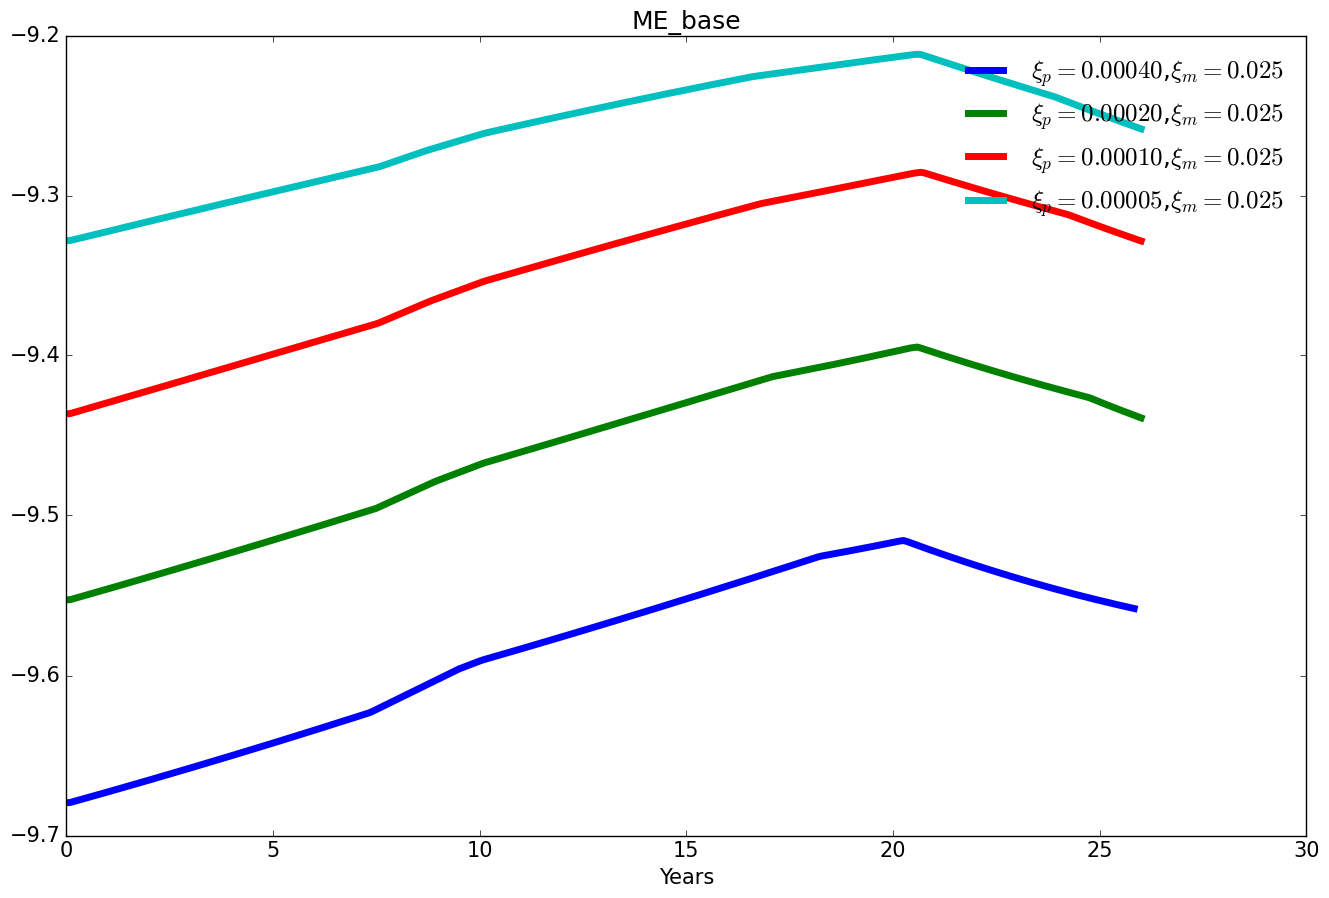 ME_base
−9.2
−9.3
−9.4
−9.5
−9.6
−9.7
ξₚ = 0.00040,ξₘ = 0.025
ξₚ = 0.00020,ξₘ = 0.025
ξₚ = 0.00010,ξₘ = 0.025
ξₚ = 0.00005,ξₘ = 0.025
0 5 10 15 20 25 30
Years